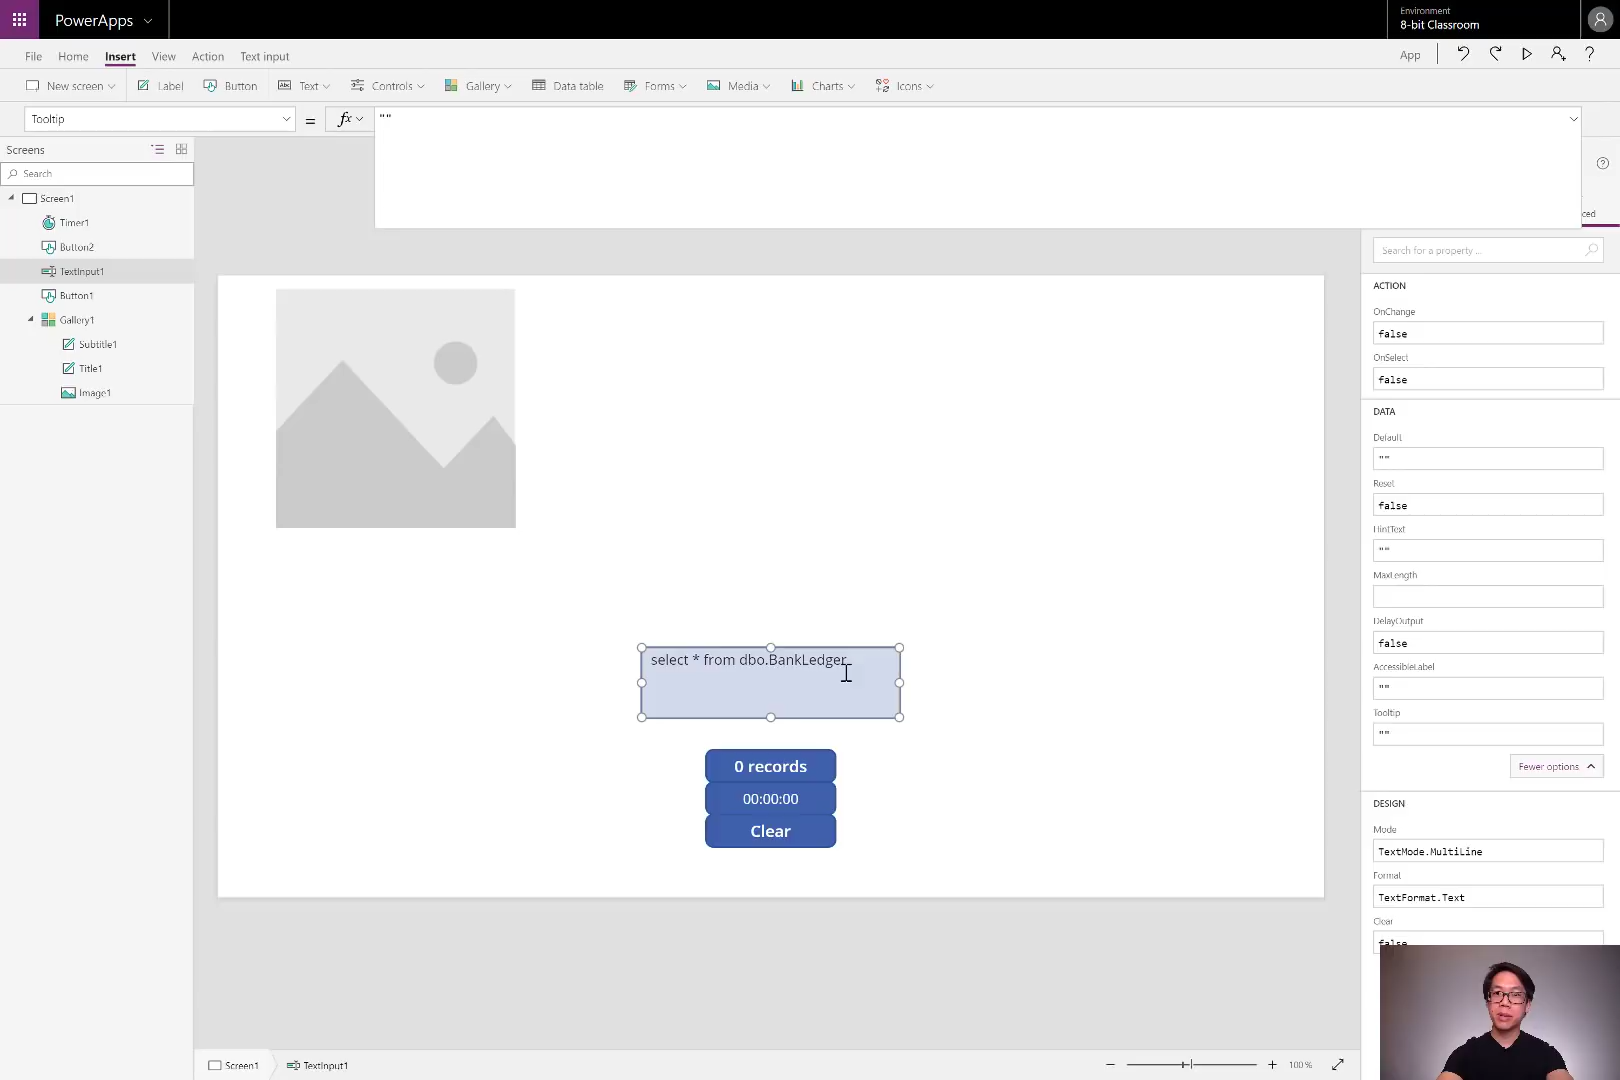 PowerApps
Environment
8-bit Classroom
File Home Insert View Action Text input
App
New screen Label Button Text Controls Gallery Data table Forms Media Charts Icons
Tooltip = fx ""
Screens
Search
Screen1
Timer1
Button2
TextInput1
Button1
Gallery1
Subtitle1
Title1
Image1
select * from dbo.BankLedger
0 records
00:00:00
Clear
ced
Search for a property ...
ACTION
OnChange
false
OnSelect
false
DATA
Default
""
Reset
false
HintText
""
MaxLength
DelayOutput
false
AccessibleLabel
""
Tooltip
""
Fewer options
DESIGN
Mode
TextMode.MultiLine
Format
TextFormat.Text
Clear
false
Screen1 TextInput1
100 %